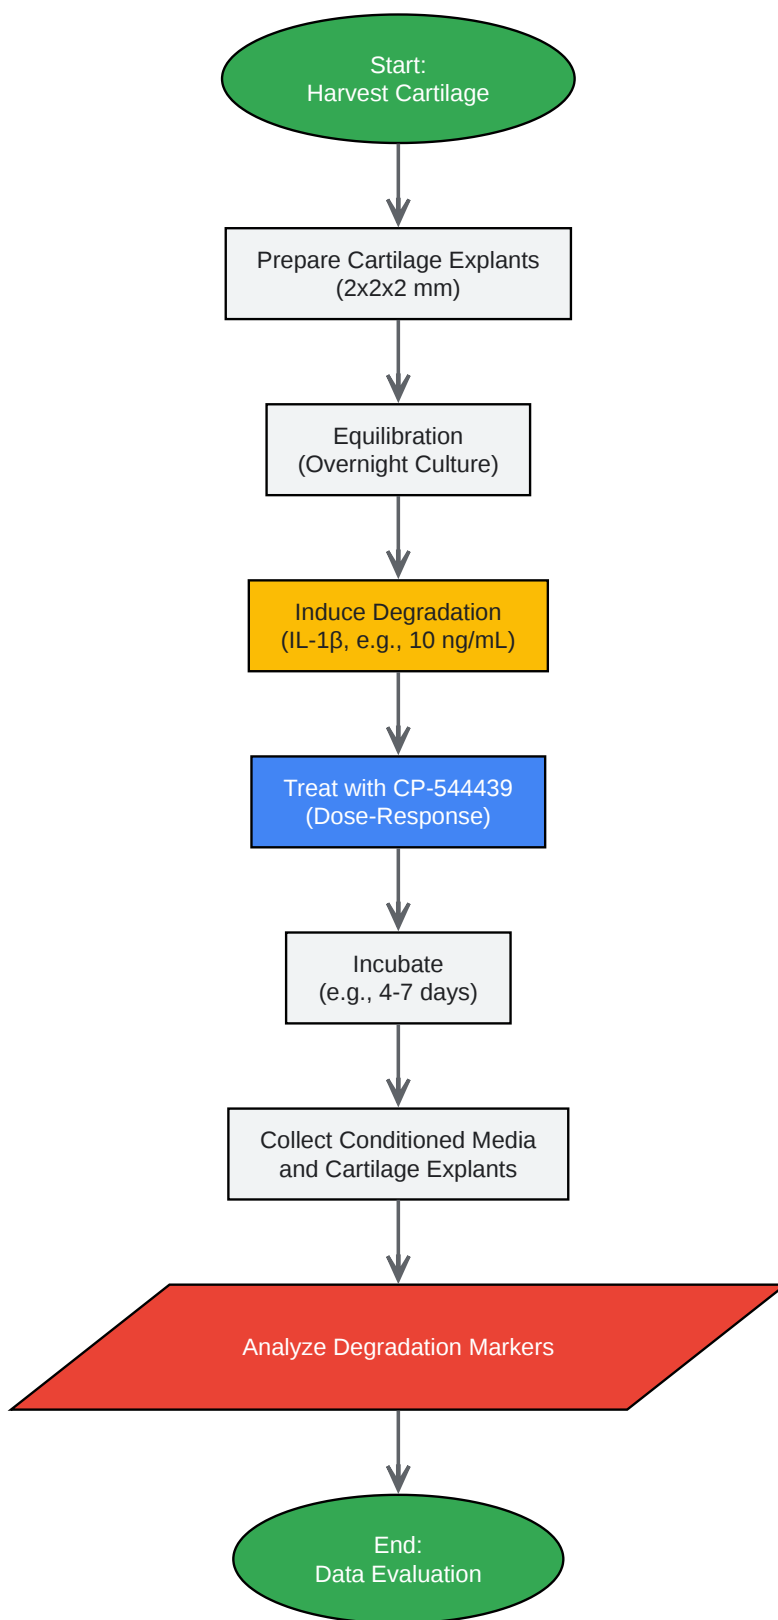 Start:
Harvest Cartilage
Prepare Cartilage Explants
(2x2x2 mm)
Equilibration
(Overnight Culture)
Induce Degradation
(IL-1β, e.g., 10 ng/mL)
Treat with CP-544439
(Dose-Response)
Incubate
(e.g., 4-7 days)
Collect Conditioned Media
and Cartilage Explants
Analyze Degradation Markers
End:
Data Evaluation